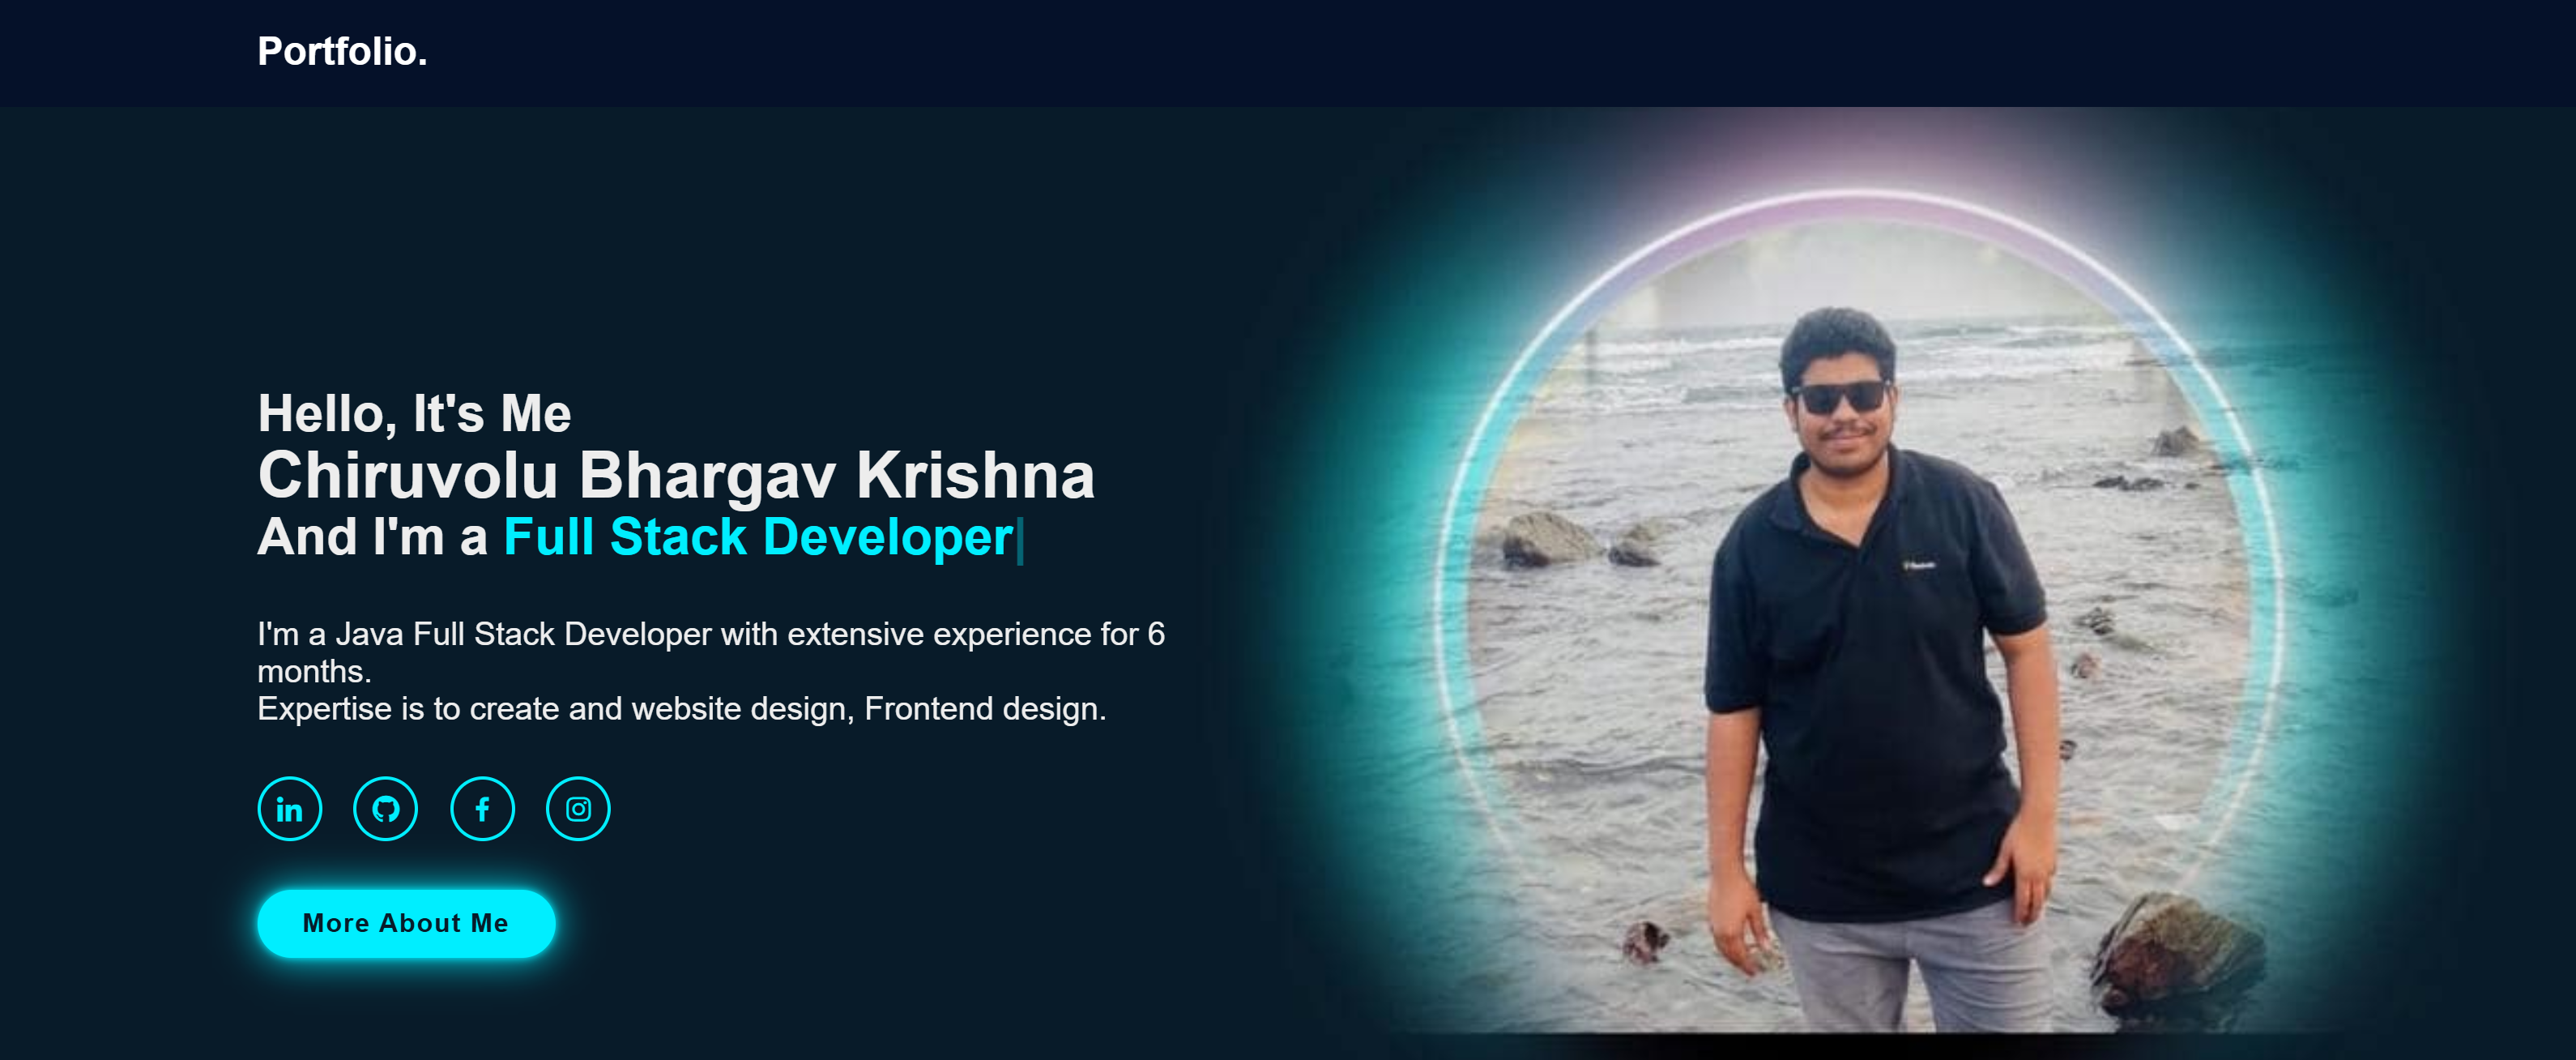 Portfolio.
Hello, It's Me
Chiruvolu Bhargav Krishna
And I'm a Full Stack Developer|
I'm a Java Full Stack Developer with extensive experience for 6
months.
Expertise is to create and website design, Frontend design.
More About Me